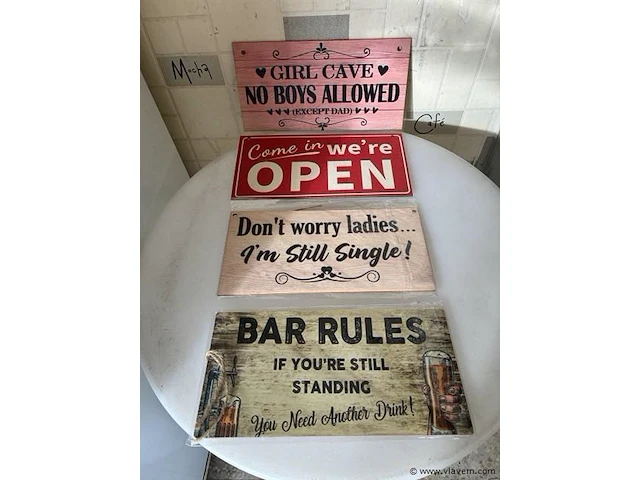 Mocha
GIRL CAVE
NO BOYS ALLOWED
(EXCEPT DAD)
Café
Come in we're
OPEN
Don't worry ladies...
I'm Still Single!
BAR RULES
IF YOU'RE STILL
STANDING
You Need Another Drink!
© www.vlavem.com